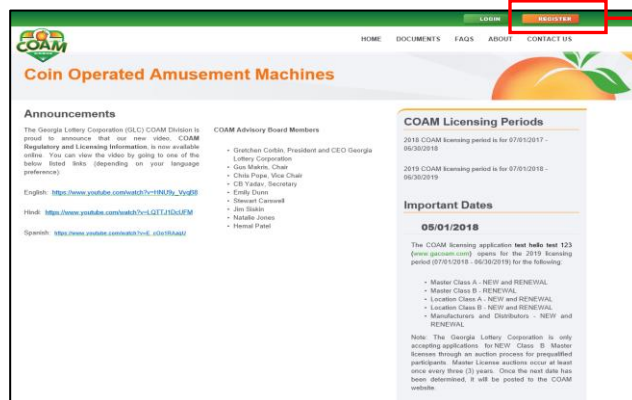 LOGIN REGISTER
COAM
HOME DOCUMENTS FAQS ABOUT CONTACT US
Coin Operated Amusement Machines
Announcements
The Georgia Lottery Corporation (GLC) COAM Division is
proud to announce that our new video, COAM
Regulatory and Licensing Information, is now available
online. You can view the video by going to one of the
below listed links (depending on your language
preference).
English:
Hindi:
Spanish:
COAM Advisory Board Members
- Gretchen Corbin, President and CEO Georgia
Lottery Corporation
- Gus Makris, Chair
- Chris Pope, Vice Chair
- CB Yadav, Secretary
- Emily Dunn
- Stewart Carswell
- Jim Siskin
- Natalie Jones
- Hemal Patel
COAM Licensing Periods
2018 COAM licensing period is for 07/01/2017 -
06/30/2018
2019 COAM licensing period is for 07/01/2018 -
06/30/2019
Important Dates
05/01/2018
The COAM licensing application test hello test 123
(www.gacoam.com) opens for the 2019 licensing
period (07/01/2018 - 06/30/2019) for the following:
- Master Class A - NEW and RENEWAL
- Master Class B - RENEWAL
- Location Class A - NEW and RENEWAL
- Location Class B - NEW and RENEWAL
- Manufacturers and Distributors - NEW and
RENEWAL
Note: The Georgia Lottery Corporation is only
accepting applications for NEW Class B Master
licenses through an auction process for prequalified
participants. Master License auctions occur at least
once every three (3) years. Once the next date has
been determined, it will be posted to the COAM
website.